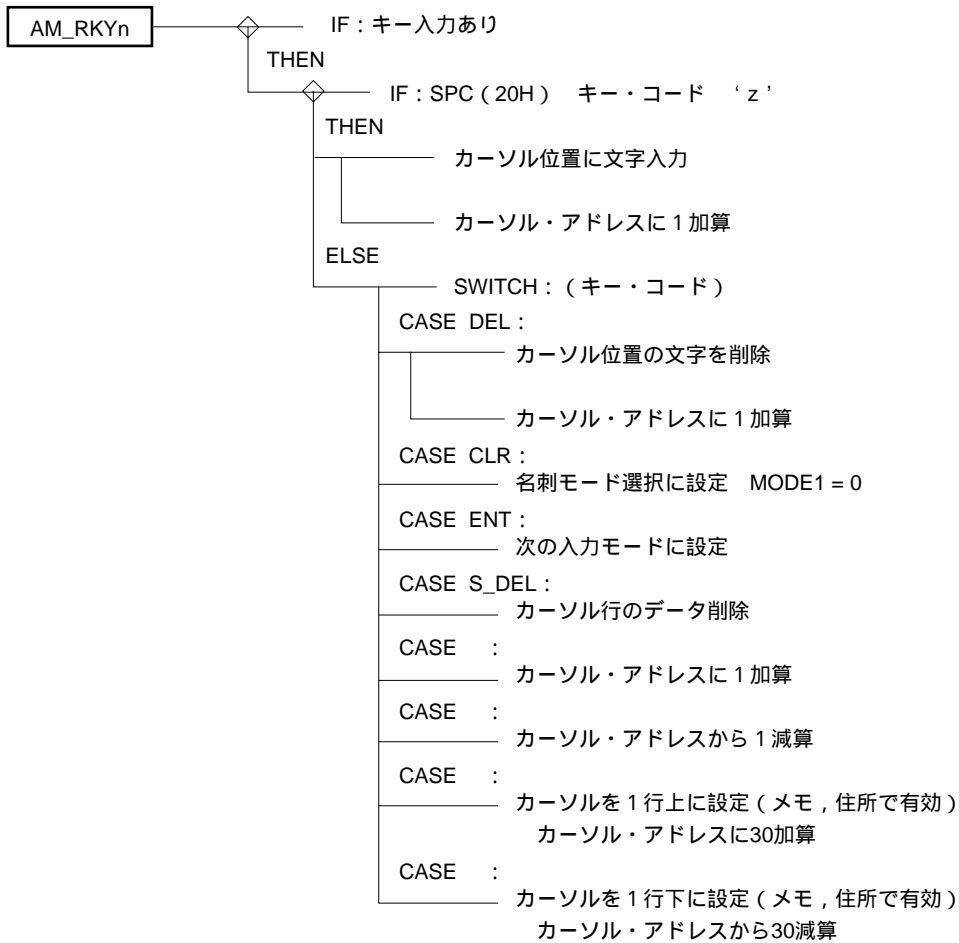 AM_RKYn
IF：キー入力あり
THEN
IF：SPC（20H） キー・コード ‘z’
THEN
カーソル位置に文字入力
カーソル・アドレスに1加算
ELSE
SWITCH：（キー・コード）
CASE DEL：
カーソル位置の文字を削除
カーソル・アドレスに1加算
CASE CLR：
名刺モード選択に設定 MODE1＝0
CASE ENT：
次の入力モードに設定
CASE S_DEL：
カーソル行のデータ削除
CASE ：
カーソル・アドレスに1加算
CASE ：
カーソル・アドレスから1減算
CASE ：
カーソルを1行上に設定（メモ，住所で有効）
カーソル・アドレスに30加算
CASE ：
カーソルを1行下に設定（メモ，住所で有効）
カーソル・アドレスから30減算